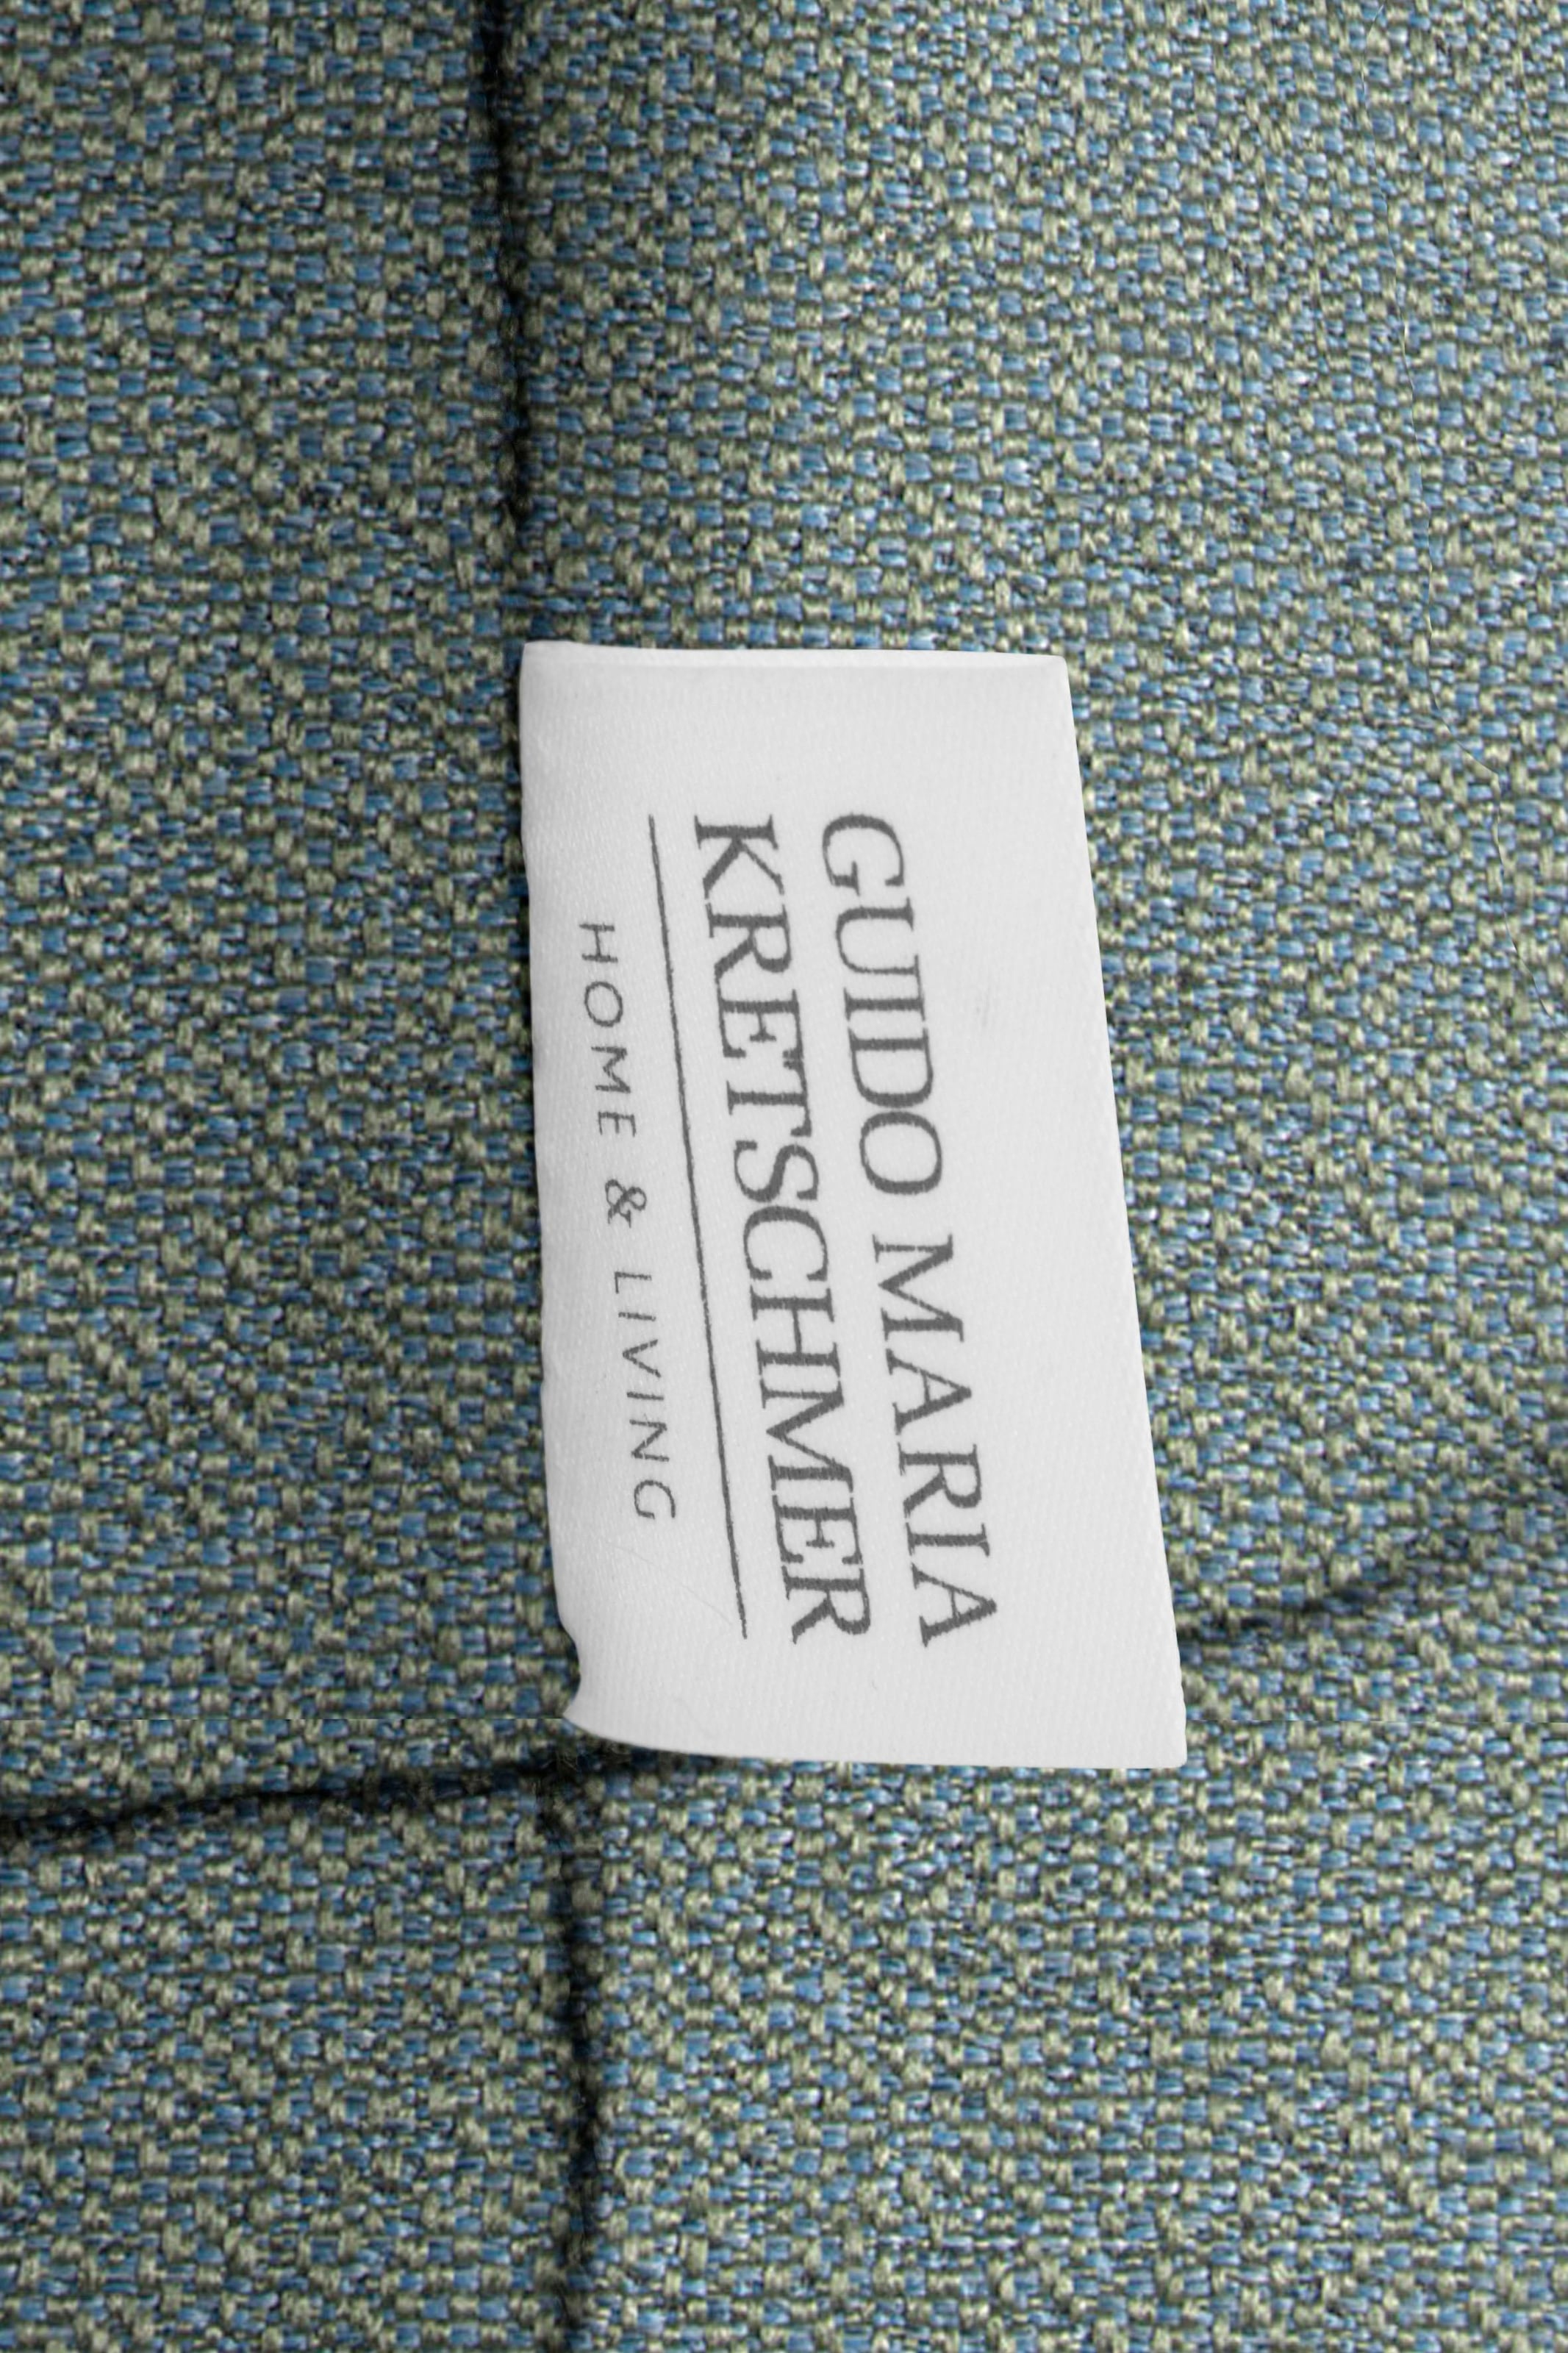 GUIDO MARIA
KRETSCHMER
HOME & LIVING